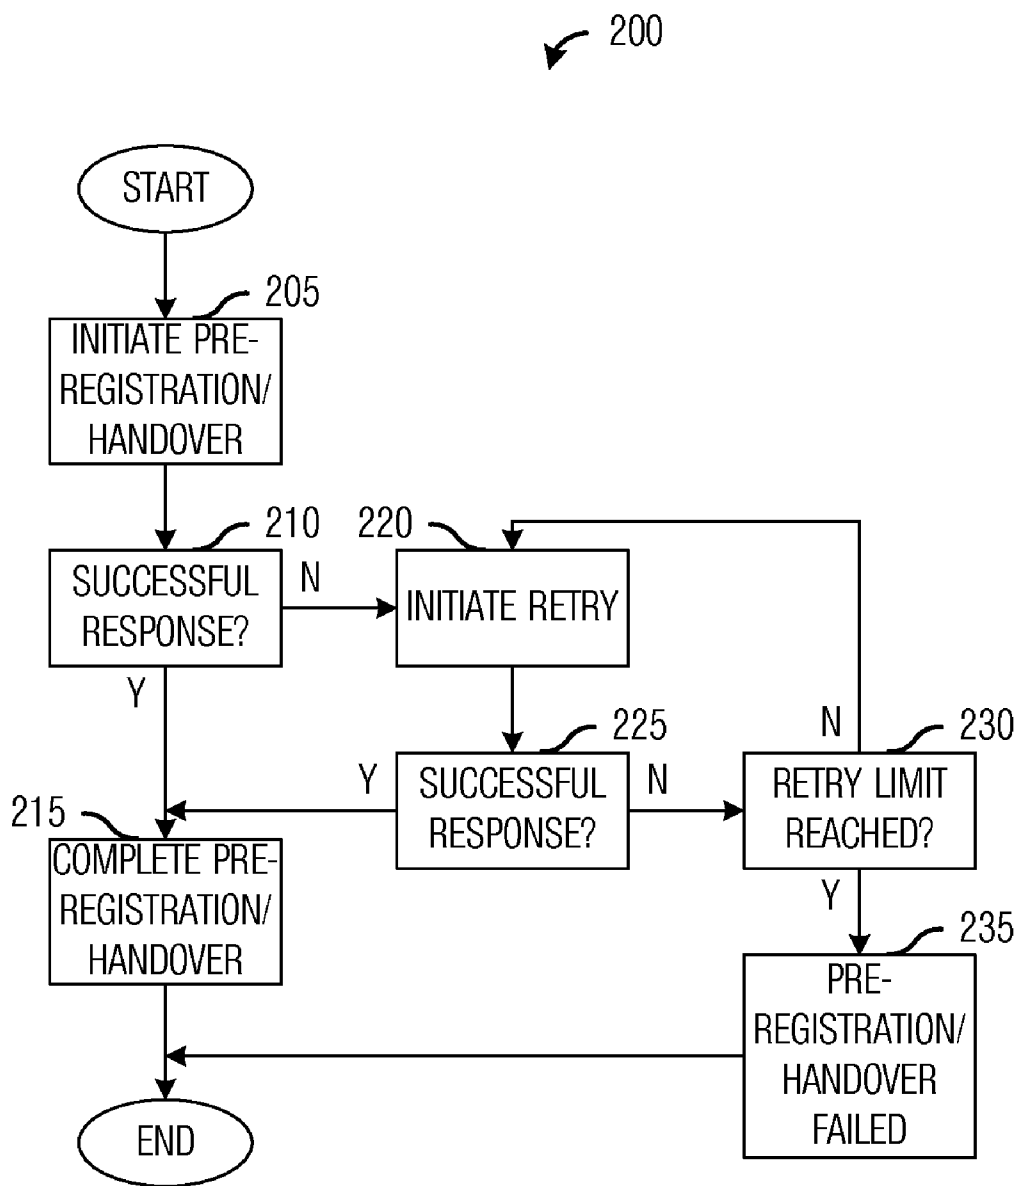 200
START
205
INITIATE PRE-
REGISTRATION/
HANDOVER
210
SUCCESSFUL
RESPONSE?
N
Y
220
INITIATE RETRY
225
SUCCESSFUL
RESPONSE?
Y
N
230
RETRY LIMIT
REACHED?
N
Y
215
COMPLETE PRE-
REGISTRATION/
HANDOVER
235
PRE-
REGISTRATION/
HANDOVER
FAILED
END